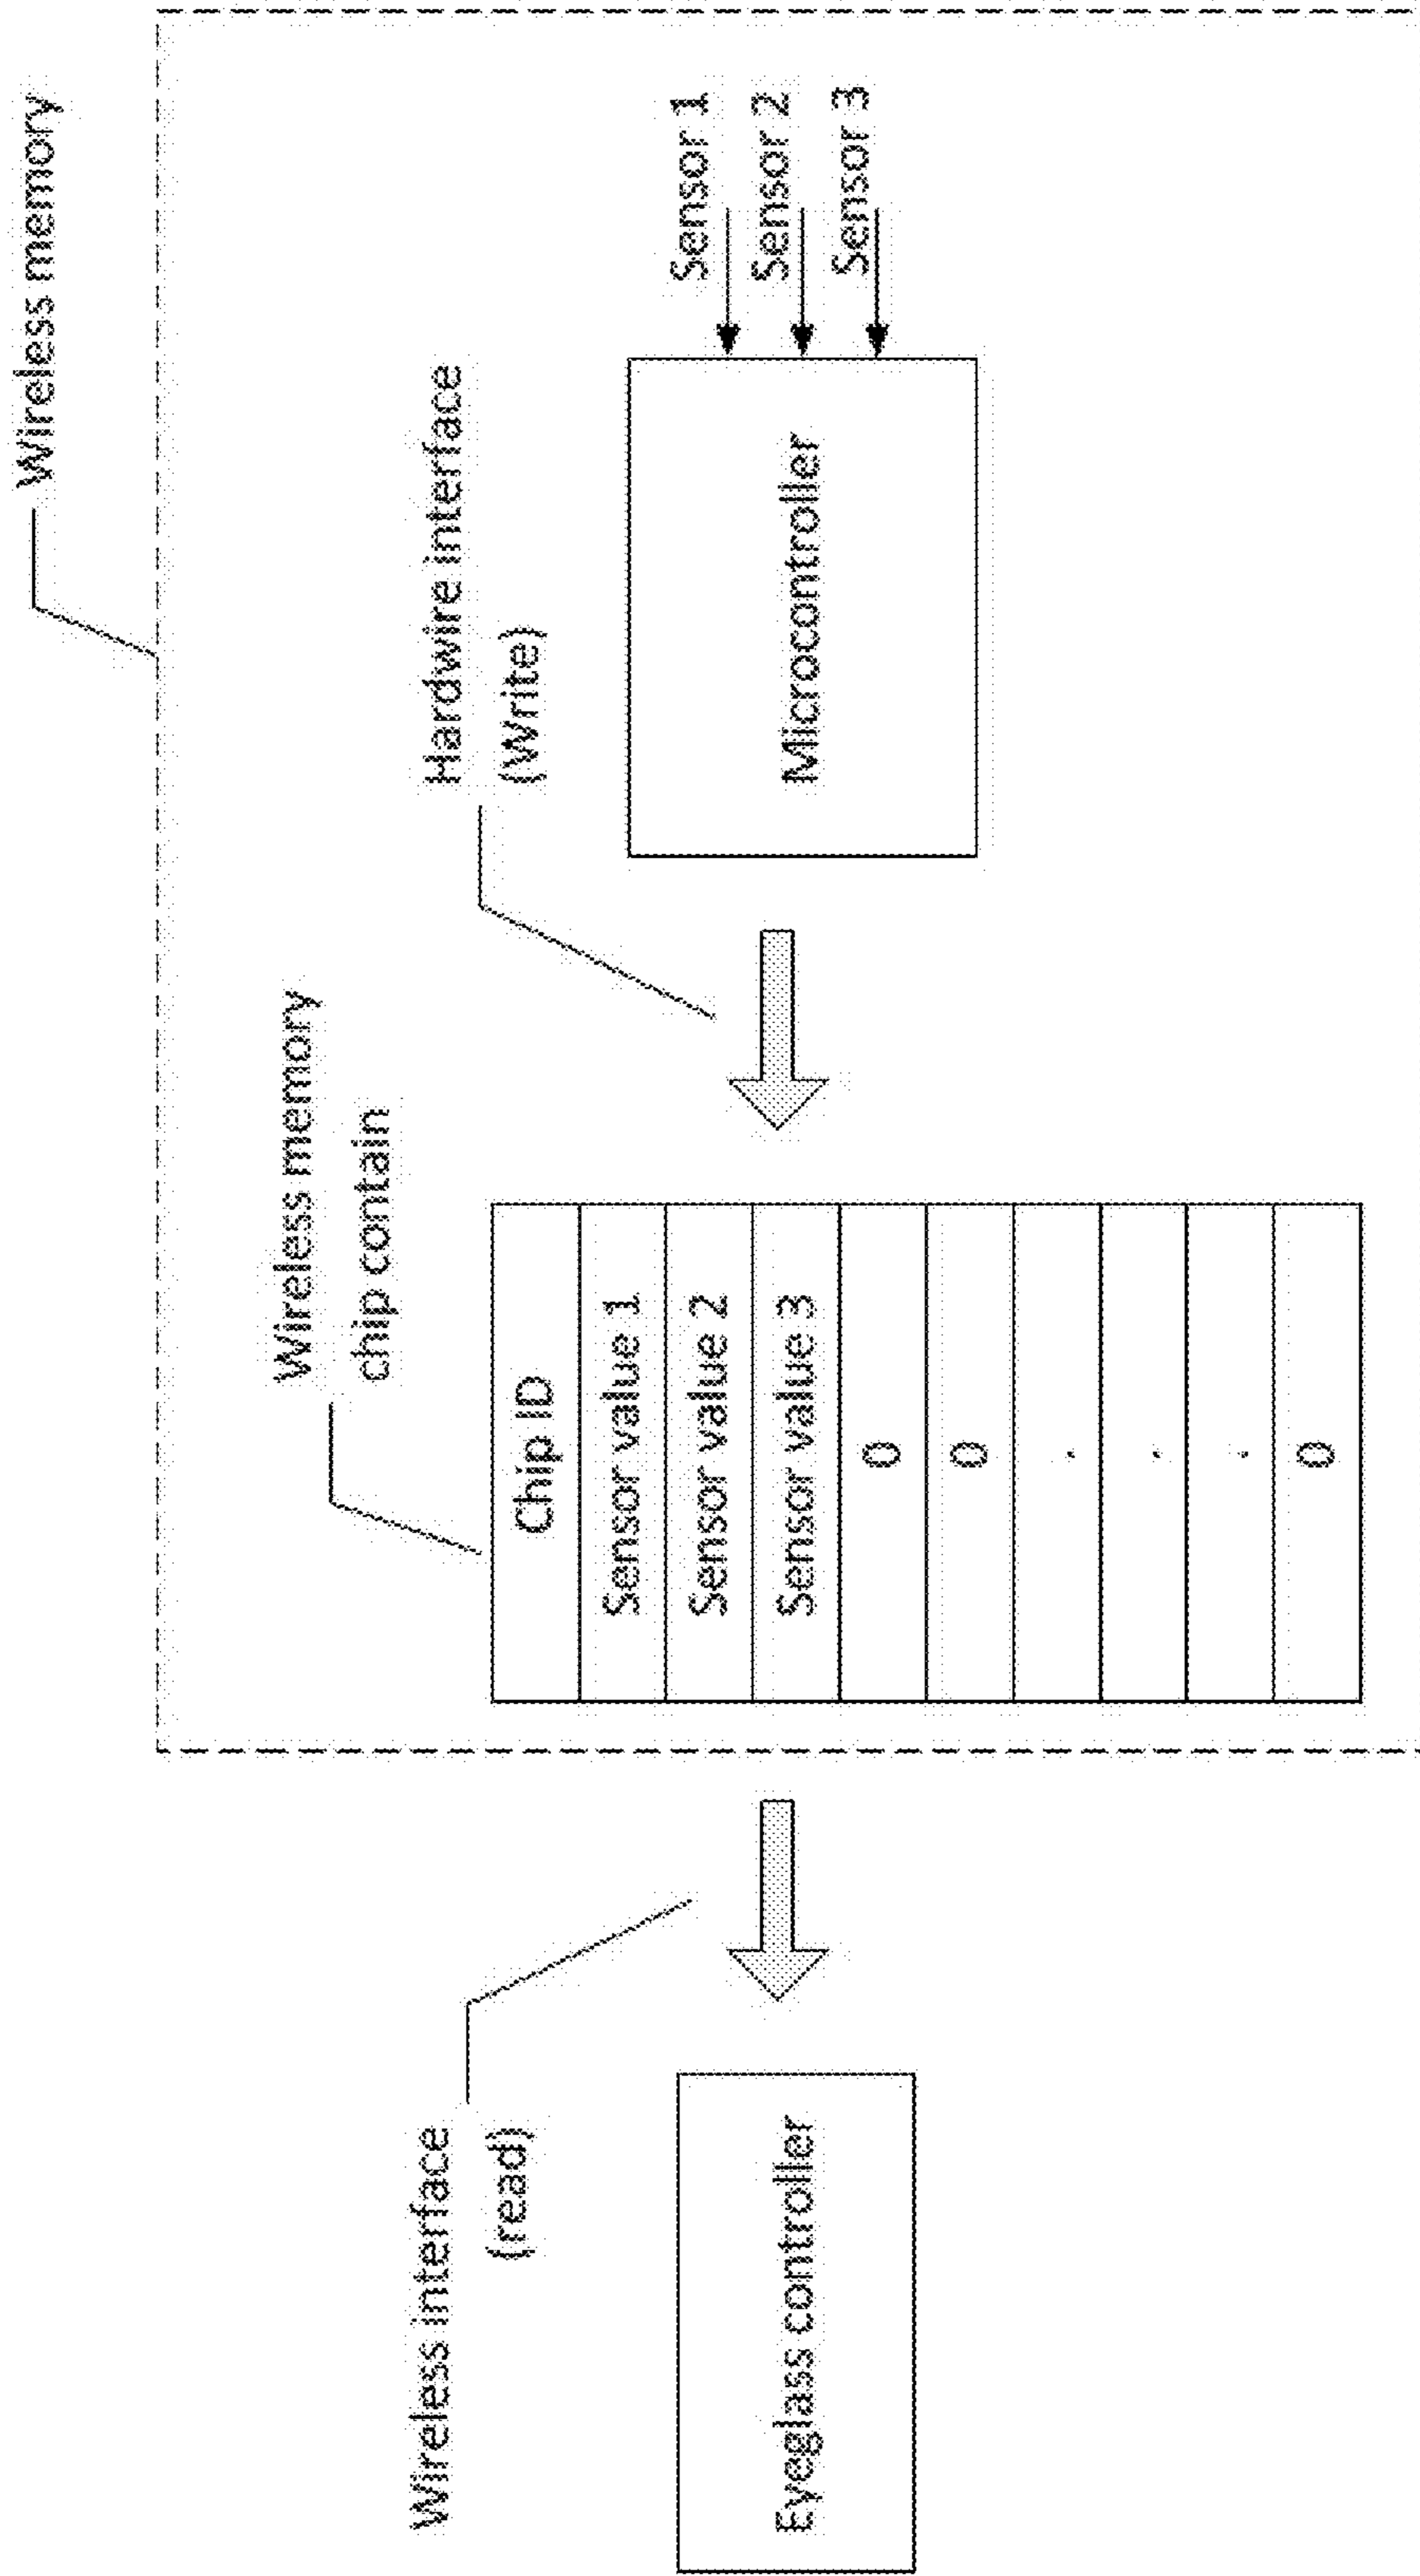 Wireless memory
Wireless interface
(read)
Wireless memory
chip contain
Hardwire interface
(Write)
Eyeglass controller
Chip ID
Sensor value 1
Sensor value 2
Sensor value 3
0
0
.
.
.
0
Microcontroller
Sensor 1
Sensor 2
Sensor 3